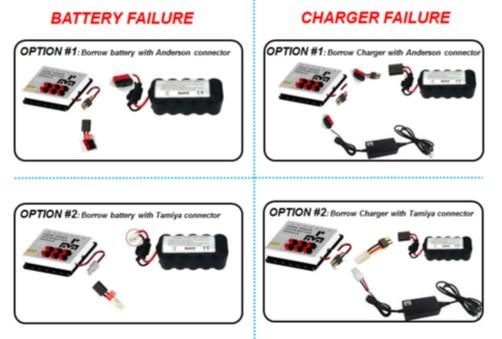 BATTERY FAILURE
CHARGER FAILURE
OPTION #1: Borrow battery with Anderson connector
OPTION #1: Borrow Charger with Anderson connector
OPTION #2: Borrow battery with Tamiya connector
OPTION #2: Borrow Charger with Tamiya connector